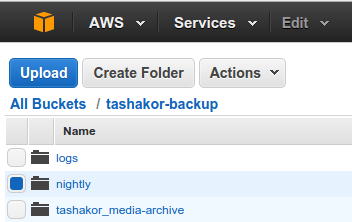 AWS Services Edit
Upload Create Folder Actions
All Buckets / tashakor-backup
Name
logs
nightly
tashakor_media-archive